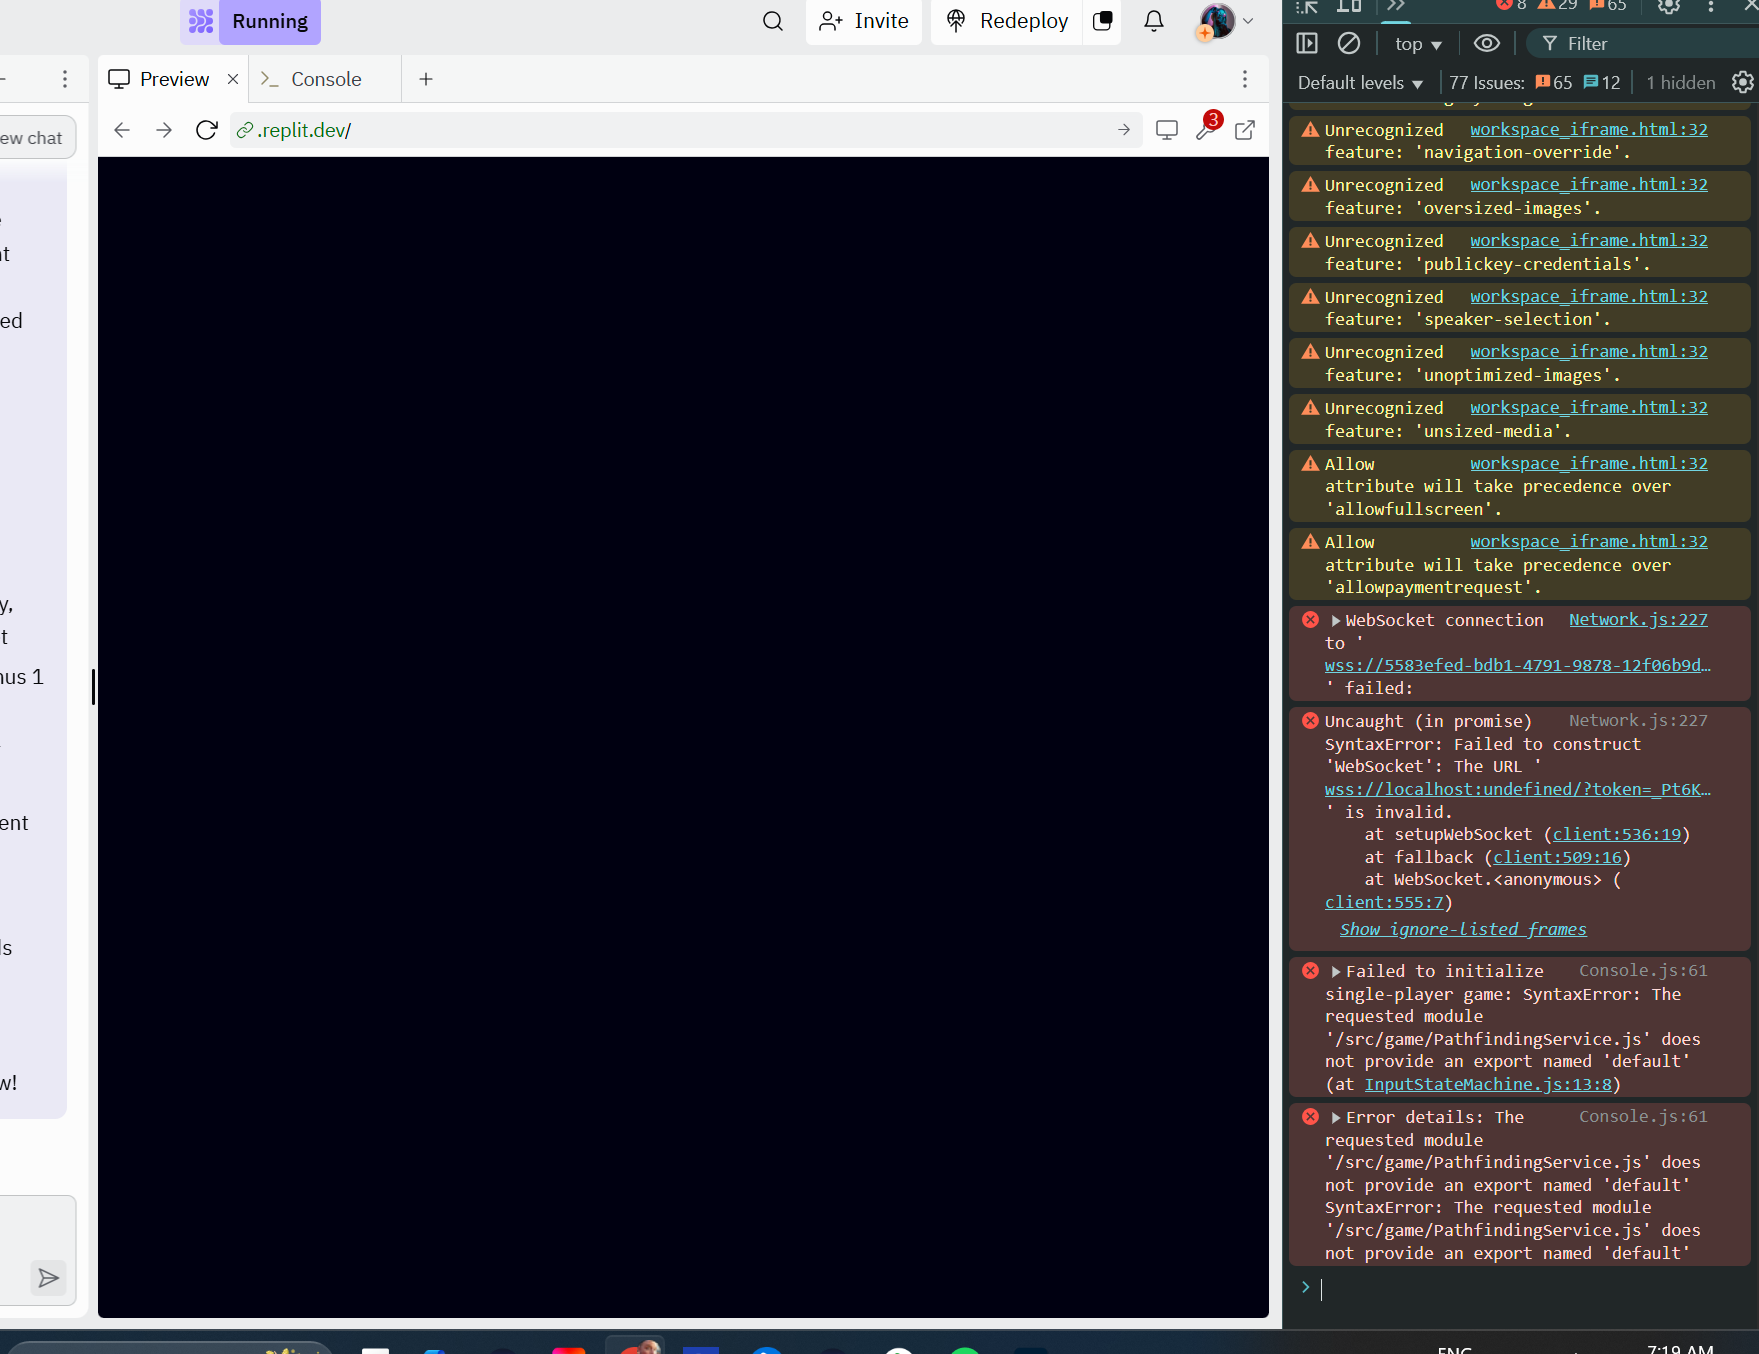 Running
Invite
Redeploy
8 29 65
top
Filter
Default levels
77 Issues: 65 12
1 hidden
Preview
Console
.replit.dev/
3
ew chat
ed
y,
t
nus 1
ent
ls
w!
Unrecognized workspace_iframe.html:32
feature: 'navigation-override'.
Unrecognized workspace_iframe.html:32
feature: 'oversized-images'.
Unrecognized workspace_iframe.html:32
feature: 'publickey-credentials'.
Unrecognized workspace_iframe.html:32
feature: 'speaker-selection'.
Unrecognized workspace_iframe.html:32
feature: 'unoptimized-images'.
Unrecognized workspace_iframe.html:32
feature: 'unsized-media'.
Allow workspace_iframe.html:32
attribute will take precedence over
'allowfullscreen'.
Allow workspace_iframe.html:32
attribute will take precedence over
'allowpaymentrequest'.
WebSocket connection Network.js:227
to '
wss://5583efed-bdb1-4791-9878-12f06b9d…
' failed:
Uncaught (in promise) Network.js:227
SyntaxError: Failed to construct
'WebSocket': The URL '
wss://localhost:undefined/?token=_Pt6K…
' is invalid.
at setupWebSocket (client:536:19)
at fallback (client:509:16)
at WebSocket.<anonymous> (
client:555:7)
Show ignore-listed frames
Failed to initialize Console.js:61
single-player game: SyntaxError: The
requested module
'/src/game/PathfindingService.js' does
not provide an export named 'default'
(at InputStateMachine.js:13:8)
Error details: The Console.js:61
requested module
'/src/game/PathfindingService.js' does
not provide an export named 'default'
SyntaxError: The requested module
'/src/game/PathfindingService.js' does
not provide an export named 'default'
ENG
7:19 AM